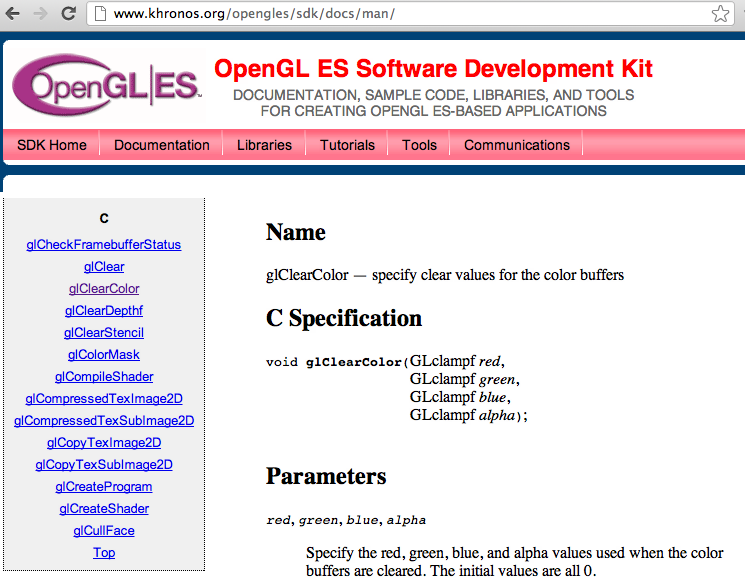 www.khronos.org/opengles/sdk/docs/man/
OpenGL|ES™
OpenGL ES Software Development Kit
DOCUMENTATION, SAMPLE CODE, LIBRARIES, AND TOOLS
FOR CREATING OPENGL ES-BASED APPLICATIONS
SDK Home
Documentation
Libraries
Tutorials
Tools
Communications
C
glCheckFramebufferStatus
glClear
glClearColor
glClearDepthf
glClearStencil
glColorMask
glCompileShader
glCompressedTexImage2D
glCompressedTexSubImage2D
glCopyTexImage2D
glCopyTexSubImage2D
glCreateProgram
glCreateShader
glCullFace
Top
Name
glClearColor — specify clear values for the color buffers
C Specification
void glClearColor(GLclampf red,
GLclampf green,
GLclampf blue,
GLclampf alpha);
Parameters
red, green, blue, alpha
Specify the red, green, blue, and alpha values used when the color
buffers are cleared. The initial values are all 0.